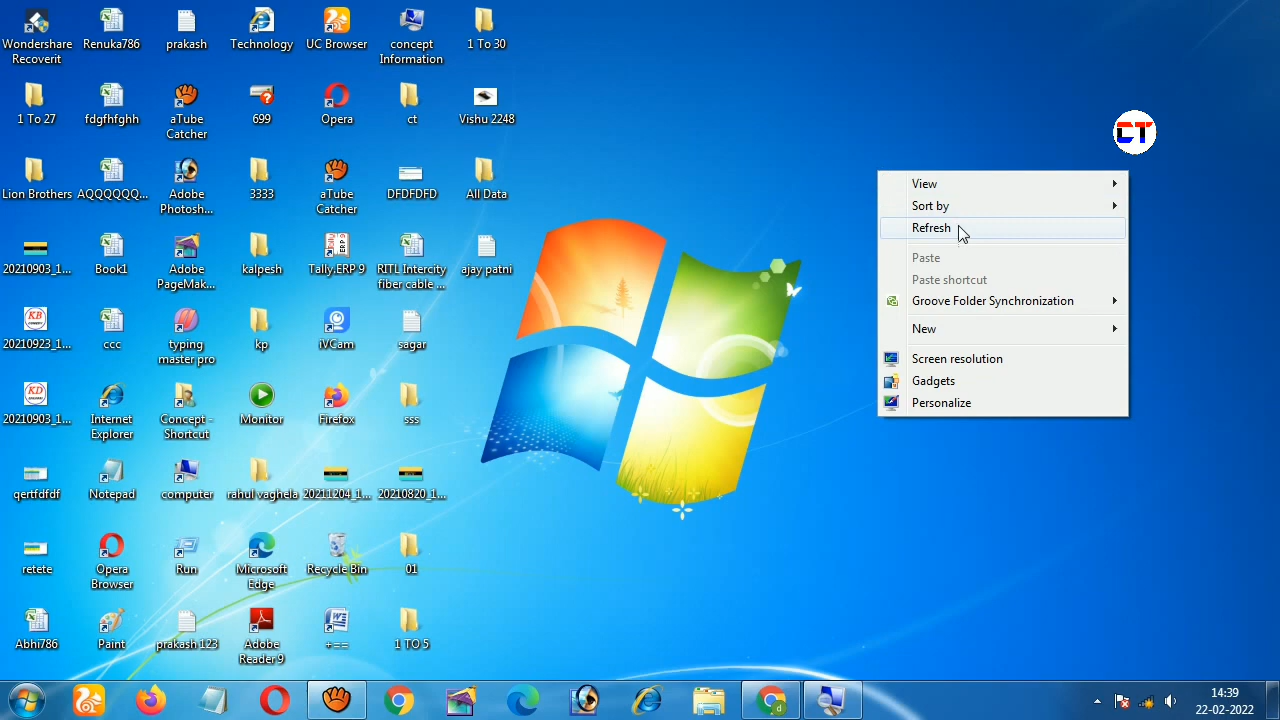 Wondershare
Recoverit
Renuka786
prakash
Technology
UC Browser
concept
Information
1 To 30
1 To 27
fdgfhfghh
aTube
Catcher
699
Opera
ct
Vishu 2248
CT
Lion Brothers
AQQQQQQ...
Adobe
Photosh...
3333
aTube
Catcher
DFDFDFD
All Data
20210903_1...
Book1
Adobe
PageMak...
kalpesh
Tally.ERP 9
RITL Intercity
fiber cable ...
ajay patni
20210923_1...
ccc
typing
master pro
kp
iVCam
sagar
20210903_1...
Internet
Explorer
Concept -
Shortcut
Monitor
Firefox
sss
qertfdfdf
Notepad
computer
rahul vaghela
20211204_1...
20210820_1...
retete
Opera
Browser
Run
Microsoft
Edge
Recycle Bin
01
Abhi786
Paint
prakash 123
Adobe
Reader 9
+==
1 TO 5
View
Sort by
Refresh
Paste
Paste shortcut
Groove Folder Synchronization
New
Screen resolution
Gadgets
Personalize
14:39
22-02-2022